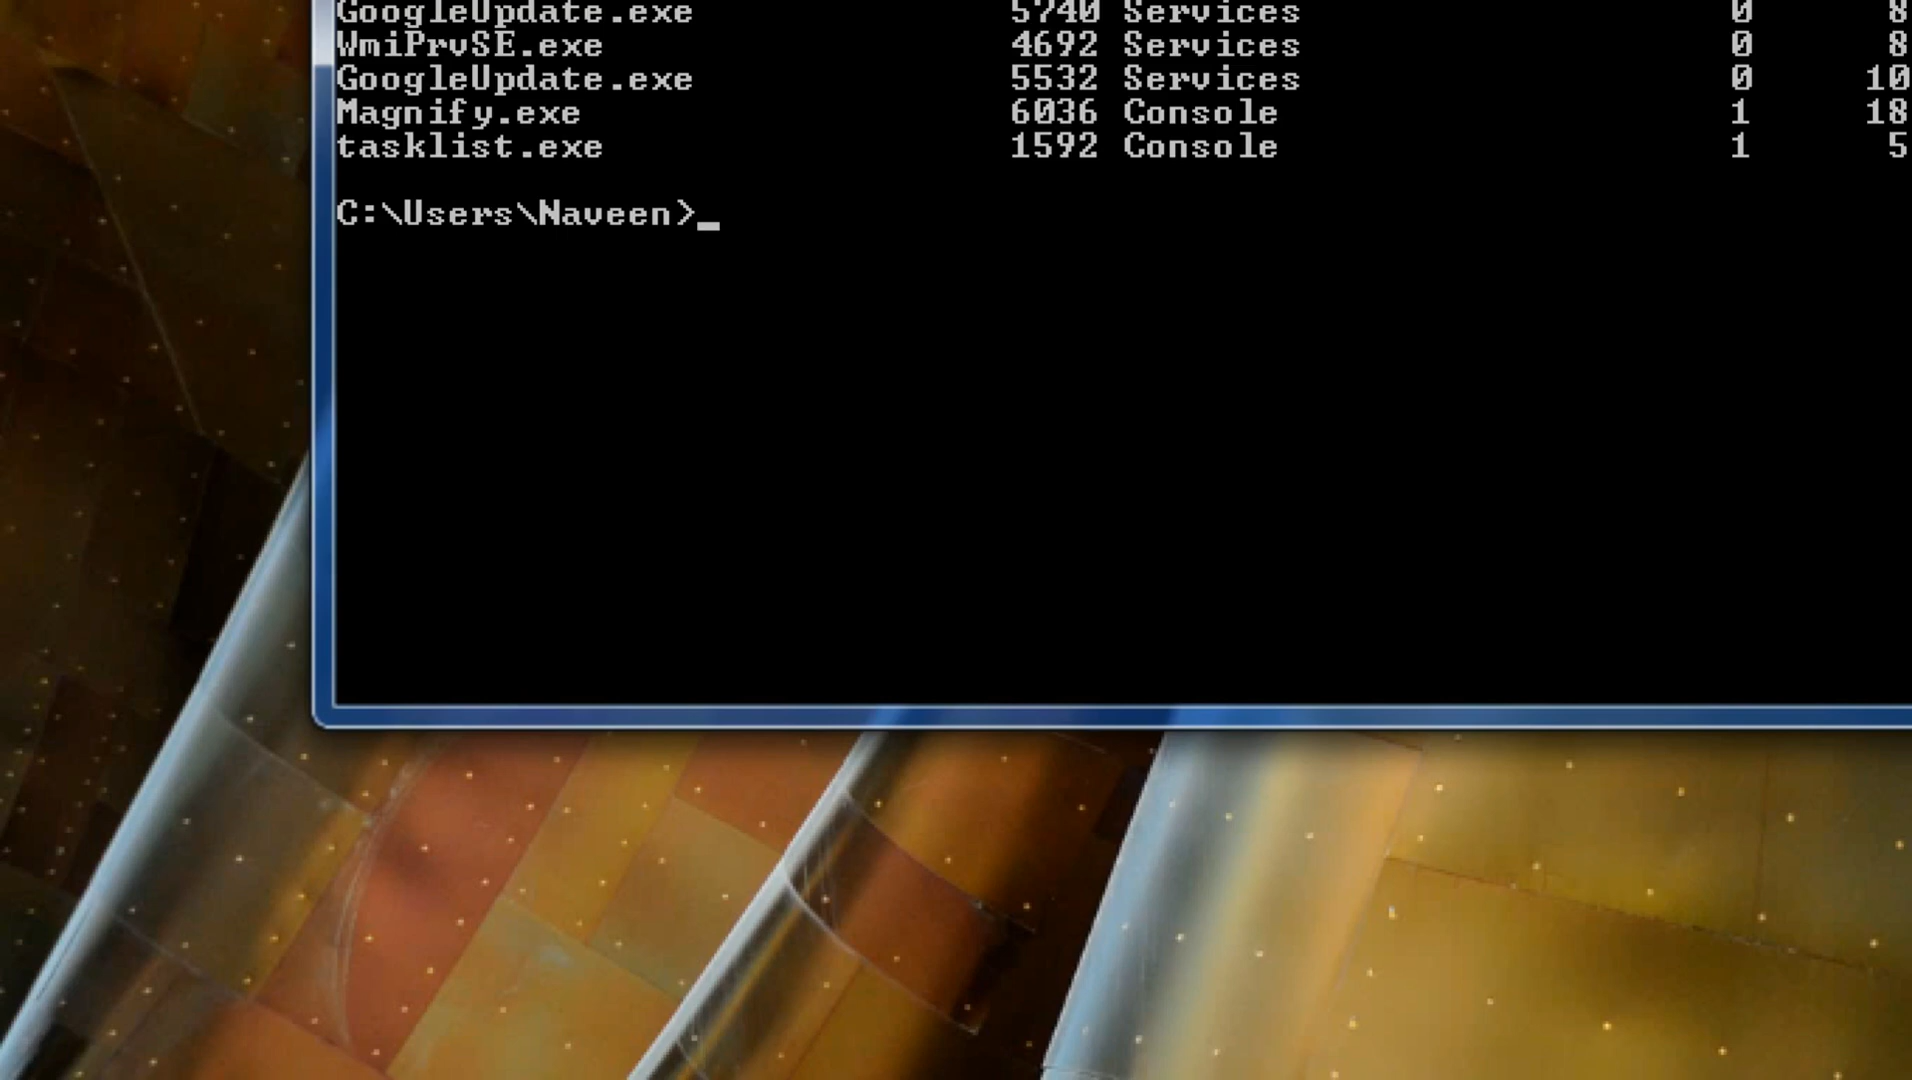 GoogleUpdate.exe 5740 Services 0 8
WmiPrvSE.exe 4692 Services 0 8
GoogleUpdate.exe 5532 Services 0 10
Magnify.exe 6036 Console 1 18
tasklist.exe 1592 Console 1 5
C:\Users\Naveen>_